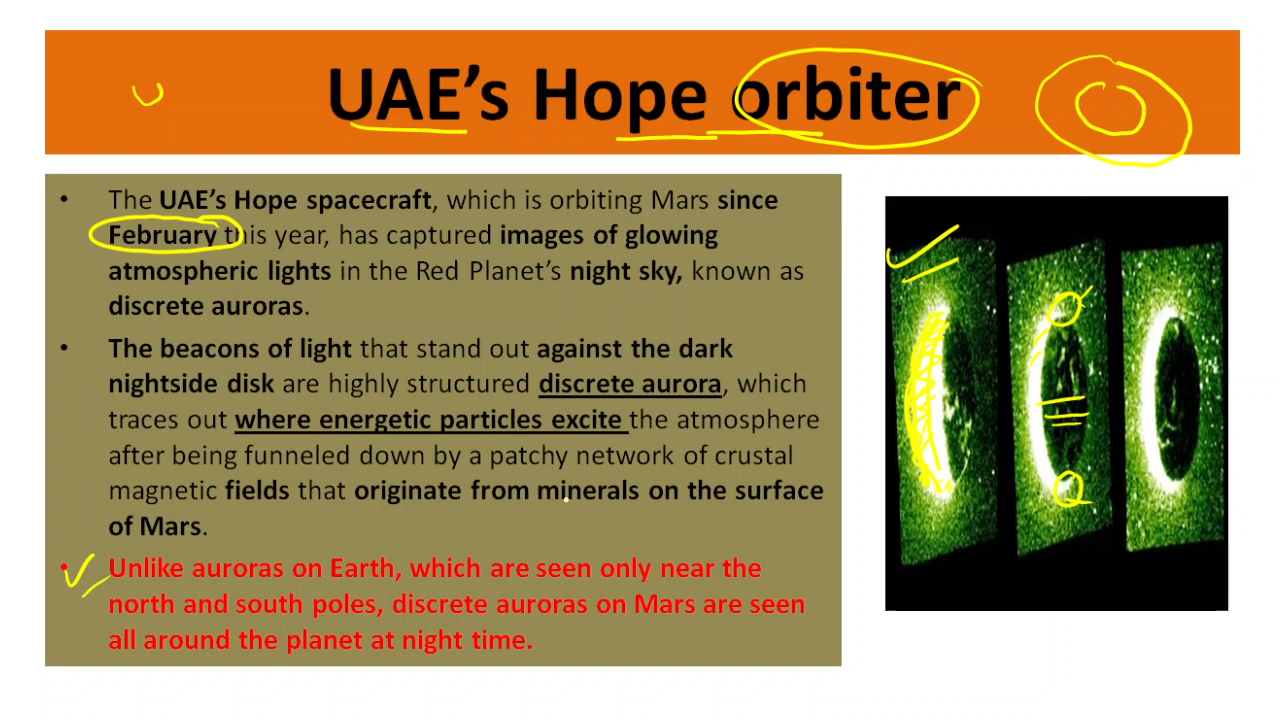 UAE's Hope orbiter
• The UAE's Hope spacecraft, which is orbiting Mars since
February this year, has captured images of glowing
atmospheric lights in the Red Planet's night sky, known as
discrete auroras.
• The beacons of light that stand out against the dark
nightside disk are highly structured discrete aurora, which
traces out where energetic particles excite the atmosphere
after being funneled down by a patchy network of crustal
magnetic fields that originate from minerals on the surface
of Mars.
• Unlike auroras on Earth, which are seen only near the
north and south poles, discrete auroras on Mars are seen
all around the planet at night time.